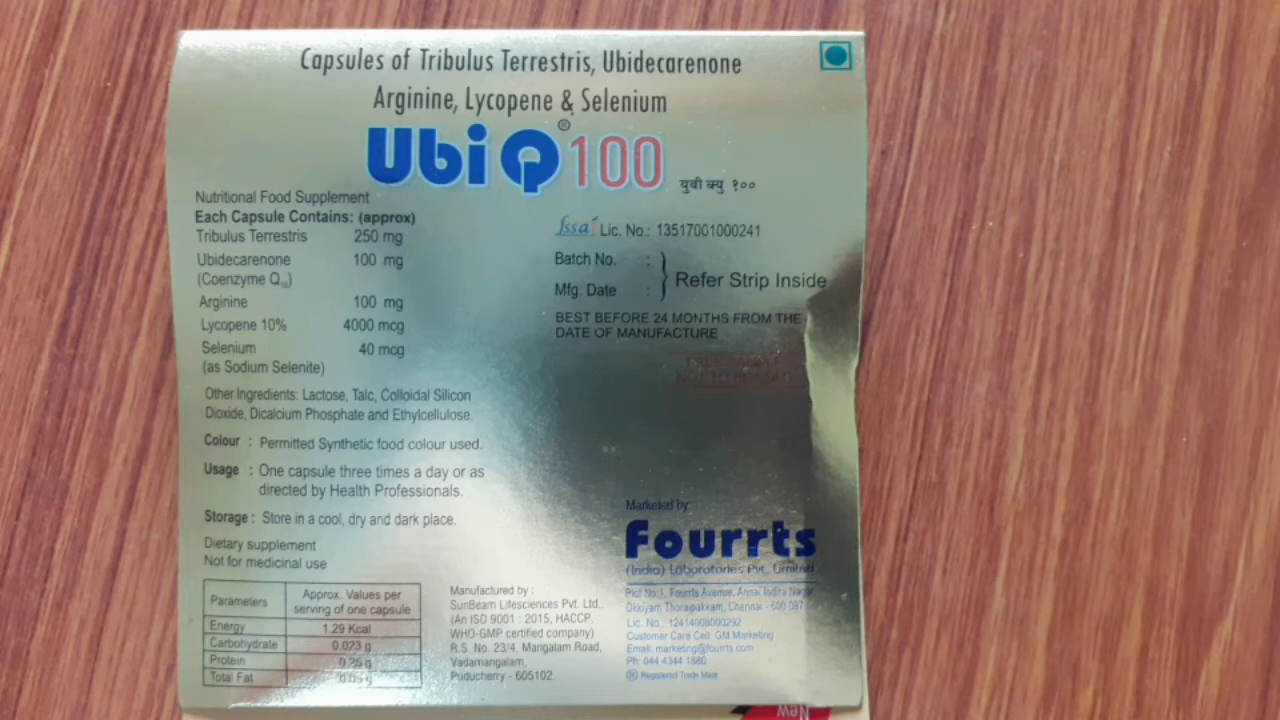 Capsules of Tribulus Terrestris, Ubidecarenone
Arginine, Lycopene & Selenium
Ubi Q® 100
युवी क्यु १००
Nutritional Food Supplement
Each Capsule Contains: (approx)
Tribulus Terrestris 250 mg
Ubidecarenone 100 mg
(Coenzyme Q10)
Arginine 100 mg
Lycopene 10% 4000 mcg
Selenium 40 mcg
(as Sodium Selenite)
Other Ingredients: Lactose, Talc, Colloidal Silicon
Dioxide, Dicalcium Phosphate and Ethylcellulose.
Colour : Permitted Synthetic food colour used.
Usage : One capsule three times a day or as
directed by Health Professionals.
Storage : Store in a cool, dry and dark place.
Dietary supplement
Not for medicinal use
Parameters Approx. Values per
serving of one capsule
Energy 1.29 Kcal
Carbohydrate 0.023 g
Protein 0.25 g
Total Fat
fssai Lic. No.: 13517001000241
Batch No. :
Mfg. Date : } Refer Strip Inside
BEST BEFORE 24 MONTHS FROM THE
DATE OF MANUFACTURE
Manufactured by :
SunBeam Lifesciences Pvt. Ltd.,
(An ISO 9001 : 2015, HACCP,
WHO-GMP certified company)
R.S. No. 23/4, Mangalam Road,
Vadamangalam,
Puducherry - 605102.
Marketed by:
Fourrts
(India) Laboratories Pvt. Limited
Plot No:1, Fourrts Avenue, Annai Indira Nagar
Okkiyam Thoraipakkam, Chennai - 600 097
Lic. No.: 12414008000292
Customer Care Cell: GM Marketing
Email: marketing@fourrts.com
Ph: 044 4344 1880
® Registered Trade Mark
New